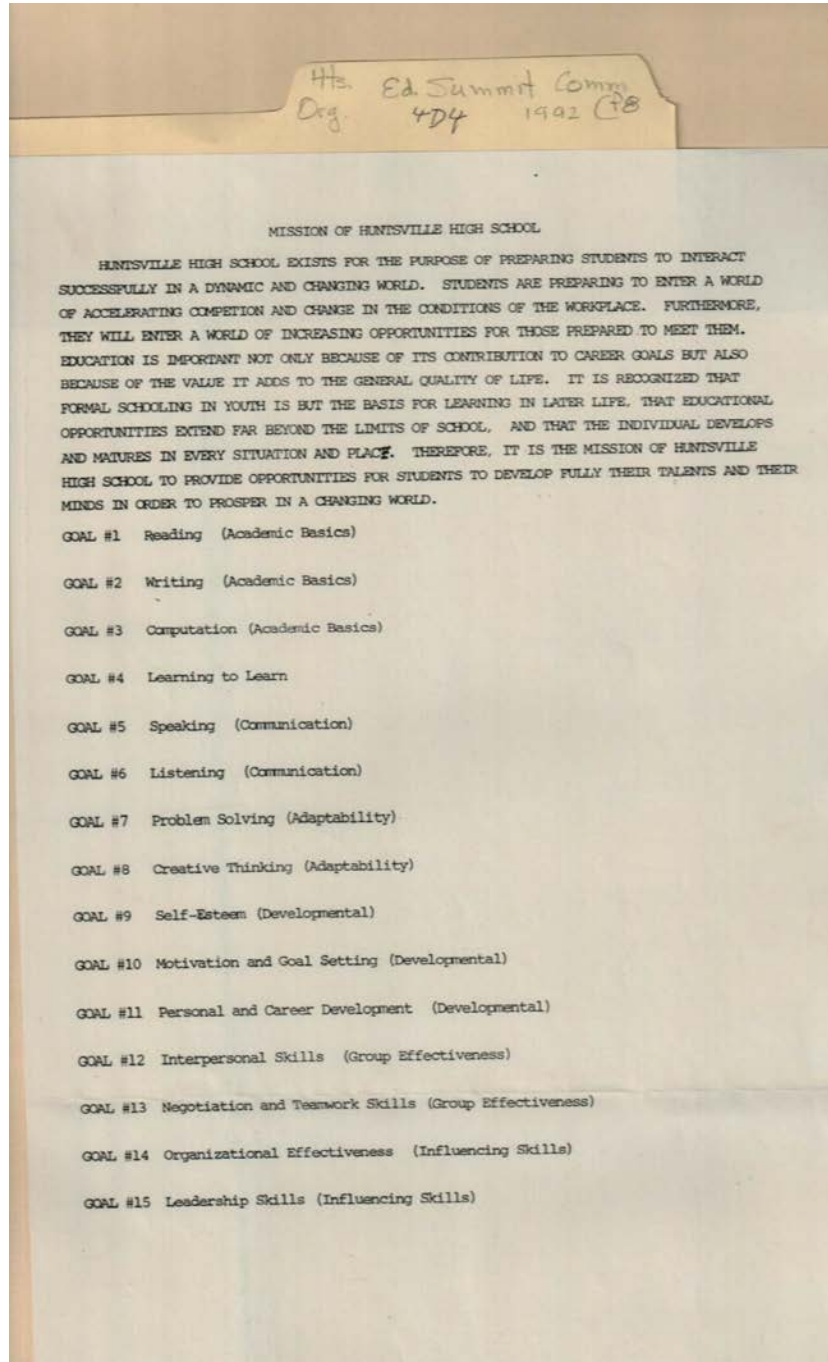 Hts. Ed. Summit Comm
Org. 4D4 1992 C+8
MISSION OF HUNTSVILLE HIGH SCHOOL
HUNTSVILLE HIGH SCHOOL EXISTS FOR THE PURPOSE OF PREPARING STUDENTS TO INTERACT
SUCCESSFULLY IN A DYNAMIC AND CHANGING WORLD. STUDENTS ARE PREPARING TO ENTER A WORLD
OF ACCELERATING COMPETION AND CHANGE IN THE CONDITIONS OF THE WORKPLACE. FURTHERMORE,
THEY WILL ENTER A WORLD OF INCREASING OPPORTUNITIES FOR THOSE PREPARED TO MEET THEM.
EDUCATION IS IMPORTANT NOT ONLY BECAUSE OF ITS CONTRIBUTION TO CAREER GOALS BUT ALSO
BECAUSE OF THE VALUE IT ADDS TO THE GENERAL QUALITY OF LIFE. IT IS RECOGNIZED THAT
FORMAL SCHOOLING IN YOUTH IS BUT THE BASIS FOR LEARNING IN LATER LIFE, THAT EDUCATIONAL
OPPORTUNITIES EXTEND FAR BEYOND THE LIMITS OF SCHOOL, AND THAT THE INDIVIDUAL DEVELOPS
AND MATURES IN EVERY SITUATION AND PLACE. THEREFORE, IT IS THE MISSION OF HUNTSVILLE
HIGH SCHOOL TO PROVIDE OPPORTUNITIES FOR STUDENTS TO DEVELOP FULLY THEIR TALENTS AND THEIR
MINDS IN ORDER TO PROSPER IN A CHANGING WORLD.
GOAL #1 Reading (Academic Basics)
GOAL #2 Writing (Academic Basics)
GOAL #3 Computation (Academic Basics)
GOAL #4 Learning to Learn
GOAL #5 Speaking (Communication)
GOAL #6 Listening (Communication)
GOAL #7 Problem Solving (Adaptability)
GOAL #8 Creative Thinking (Adaptability)
GOAL #9 Self-Esteem (Developmental)
GOAL #10 Motivation and Goal Setting (Developmental)
GOAL #11 Personal and Career Development (Developmental)
GOAL #12 Interpersonal Skills (Group Effectiveness)
GOAL #13 Negotiation and Teamwork Skills (Group Effectiveness)
GOAL #14 Organizational Effectiveness (Influencing Skills)
GOAL #15 Leadership Skills (Influencing Skills)